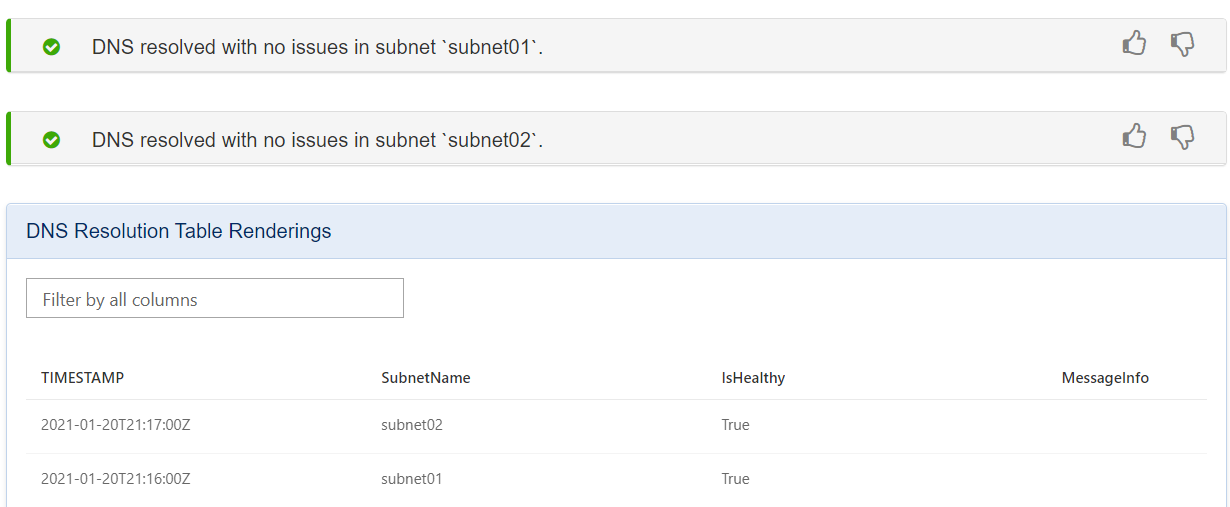 DNS resolved with no issues in subnet `subnet01`.
DNS resolved with no issues in subnet `subnet02`.
DNS Resolution Table Renderings
Filter by all columns
TIMESTAMP SubnetName IsHealthy MessageInfo
2021-01-20T21:17:00Z subnet02 True
2021-01-20T21:16:00Z subnet01 True